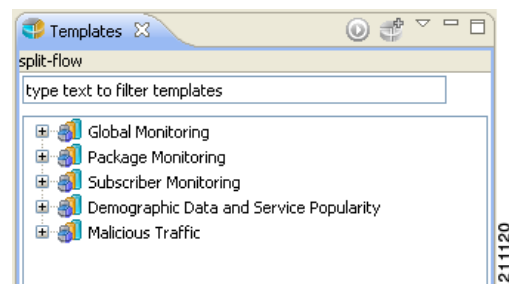 Templates
split-flow
type text to filter templates
Global Monitoring
Package Monitoring
Subscriber Monitoring
Demographic Data and Service Popularity
Malicious Traffic
211120